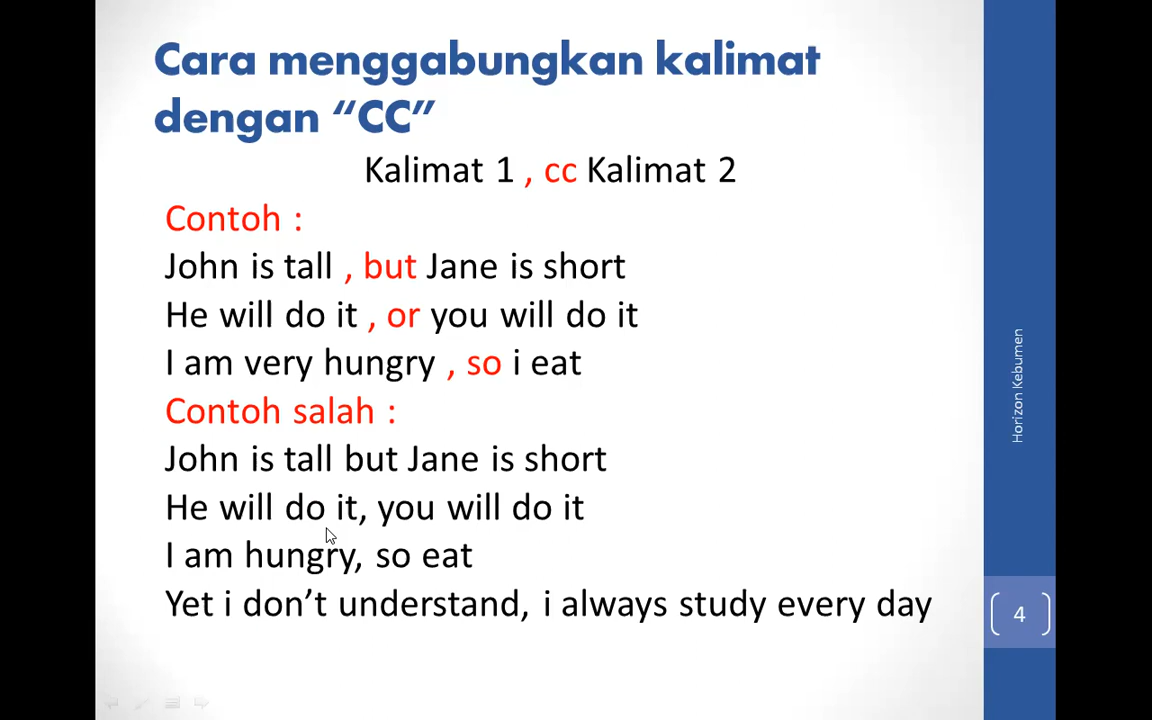 Cara menggabungkan kalimat
dengan “CC”
Kalimat 1 , cc Kalimat 2
Contoh :
John is tall , but Jane is short
He will do it , or you will do it
I am very hungry , so i eat
Contoh salah :
John is tall but Jane is short
He will do it, you will do it
I am hungry, so eat
Yet i don’t understand, i always study every day
Horizon Kebumen
4